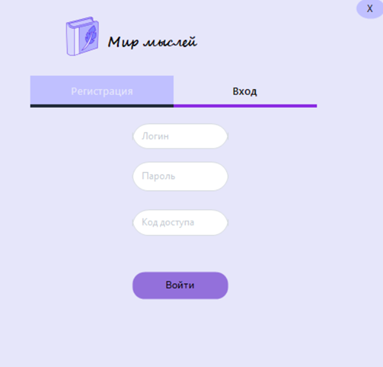 X
Мир мыслей
Регистрация
Вход
Логин
Пароль
Код доступа
Войти